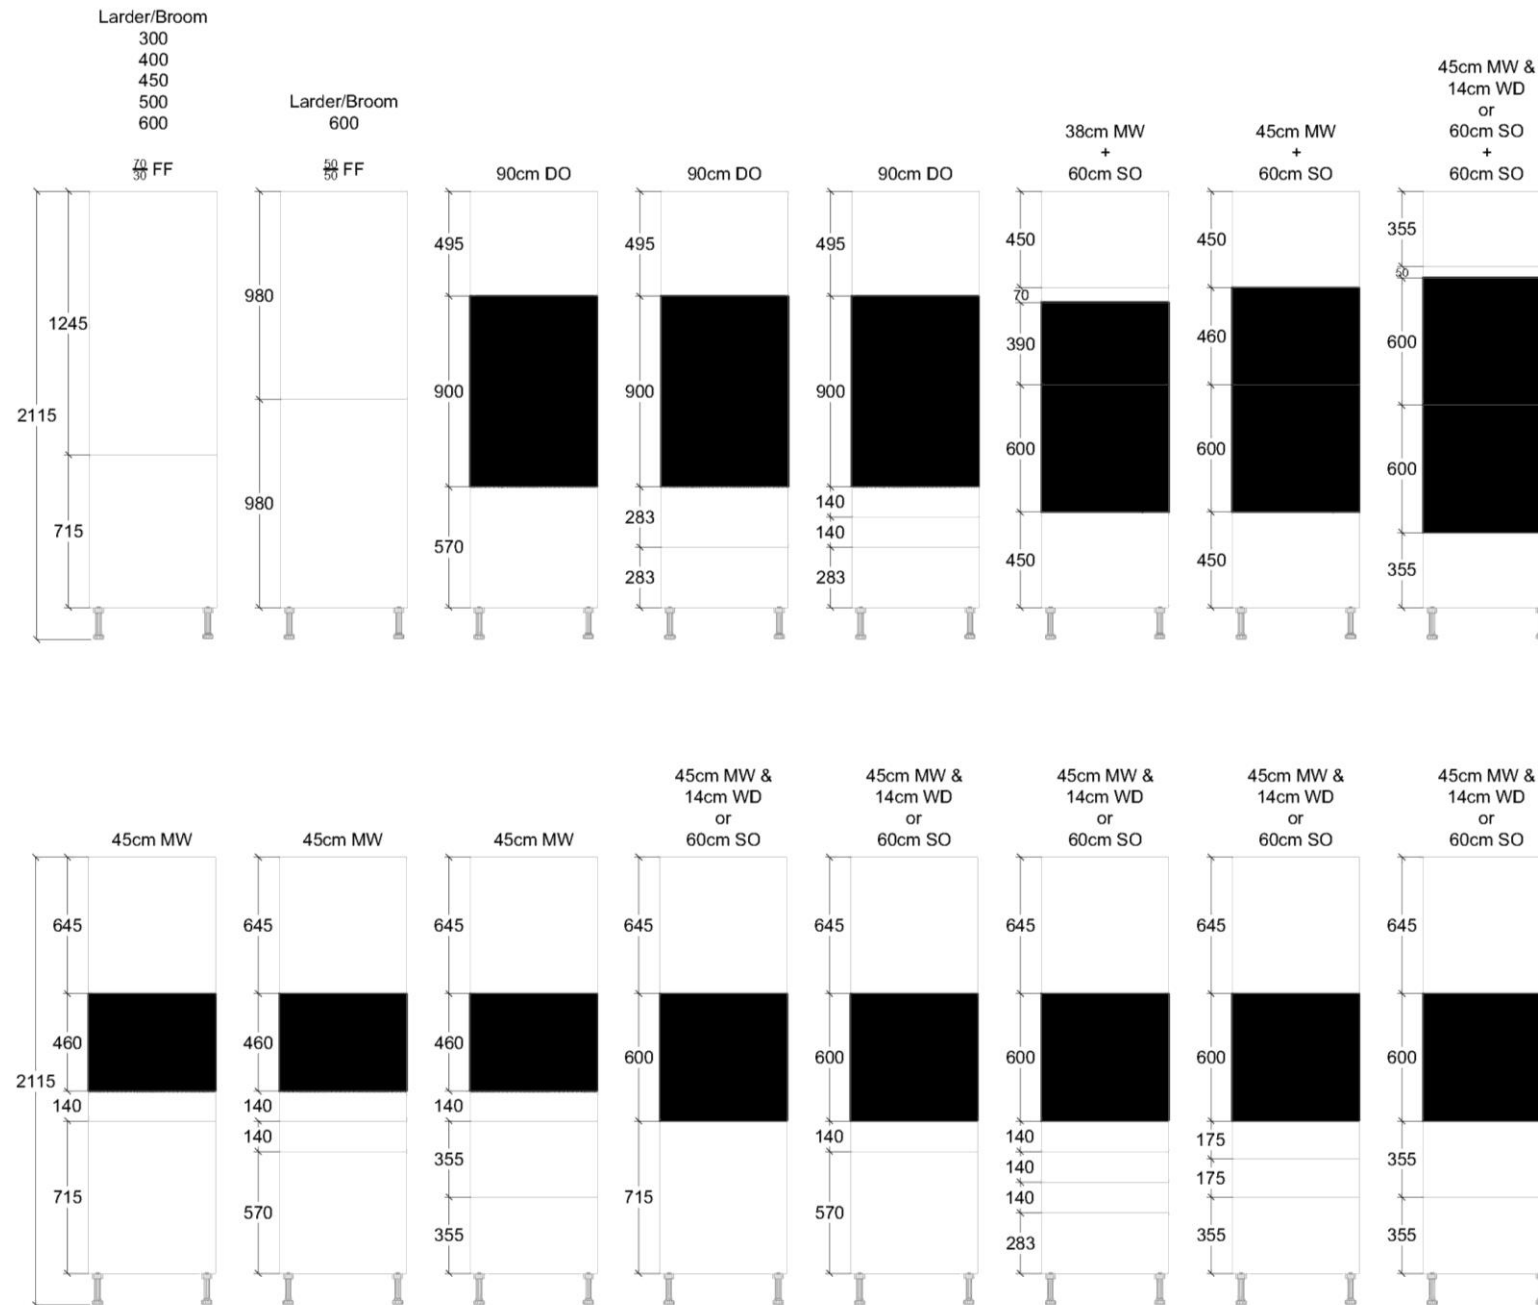 Larder/Broom
300
400
450
500
600
70
30 FF
Larder/Broom
600
50
50 FF
90cm DO
90cm DO
90cm DO
38cm MW
+
60cm SO
45cm MW
+
60cm SO
45cm MW &
14cm WD
or
60cm SO
+
60cm SO
2115
1245
715
980
980
495
900
570
495
900
283
283
495
900
140
140
283
450
70
390
600
450
450
460
600
450
355
50
600
600
355
45cm MW
45cm MW
45cm MW
45cm MW &
14cm WD
or
60cm SO
45cm MW &
14cm WD
or
60cm SO
45cm MW &
14cm WD
or
60cm SO
45cm MW &
14cm WD
or
60cm SO
45cm MW &
14cm WD
or
60cm SO
2115
645
460
140
715
645
460
140
140
570
645
460
140
355
355
645
600
715
645
600
140
570
645
600
140
140
140
283
645
600
175
175
355
645
600
355
355